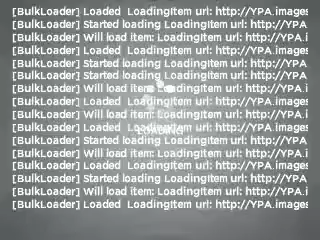 [BulkLoader] Loaded  LoadingItem url: http://YPA.images
[BulkLoader] Started loading LoadingItem url: http://YPA
[BulkLoader] Will load item: LoadingItem url: http://YPA.i
[BulkLoader] Loaded  LoadingItem url: http://YPA.images
[BulkLoader] Started loading LoadingItem url: http://YPA
[BulkLoader] Started loading LoadingItem url: http://YPA
[BulkLoader] Will load item: LoadingItem url: http://YPA.i
[BulkLoader] Loaded  LoadingItem url: http://YPA.images
[BulkLoader] Will load item: LoadingItem url: http://YPA.i
[BulkLoader] Loaded  LoadingItem url: http://YPA.images
LOADING
[BulkLoader] Started loading LoadingItem url: http://YPA
[BulkLoader] Will load item: LoadingItem url: http://YPA.i
[BulkLoader] Loaded  LoadingItem url: http://YPA.images
[BulkLoader] Started loading LoadingItem url: http://YPA
[BulkLoader] Will load item: LoadingItem url: http://YPA.i
[BulkLoader] Loaded  LoadingItem url: http://YPA.images